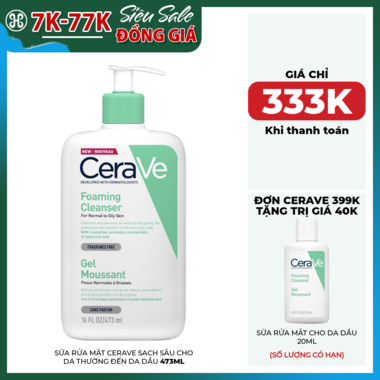 7K-77K
Siêu Sale
ĐỒNG GIÁ
GIÁ CHỈ
333K
Khi thanh toán
NEW • NOUVEAU
CeraVe
DEVELOPED WITH DERMATOLOGISTS
Foaming
Cleanser
For Normal to Oily Skin
FRAGRANCE FREE
Gel
Moussant
Peaux Normales à Grasses
SANS PARFUM
16 FL OZ/473 ml
SỮA RỬA MẶT CERAVE SẠCH SÂU CHO
DA THƯỜNG ĐẾN DA DẦU 473ML
ĐƠN CERAVE 399K
TẶNG TRỊ GIÁ 40K
CeraVe
Foaming
Cleanser
Gel
Moussant
SỮA RỬA MẶT CHO DA DẦU
20ML
(SỐ LƯỢNG CÓ HẠN)